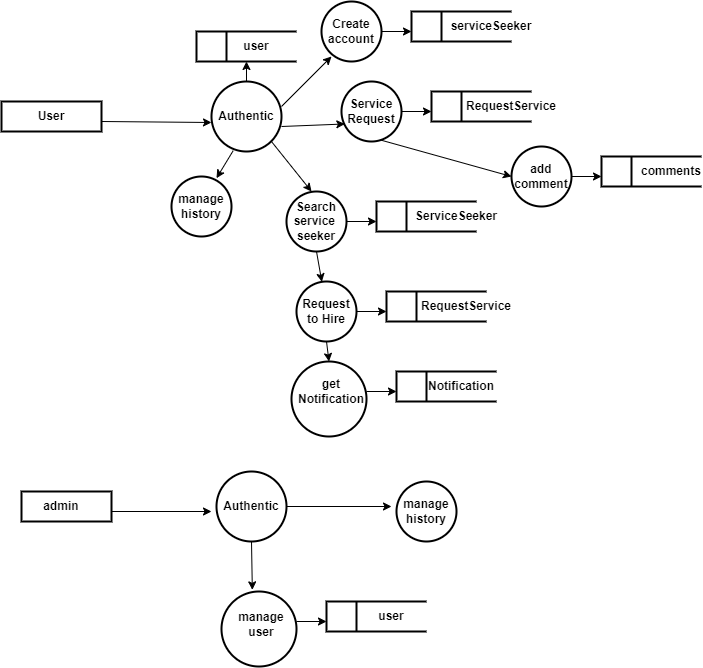 Create
account
serviceSeeker
user
User
Authentic
Service
Request
RequestService
add
comment
comments
manage
history
Search
service
seeker
ServiceSeeker
Request
to Hire
RequestService
get
Notification
Notification
admin
Authentic
manage
history
manage
user
user